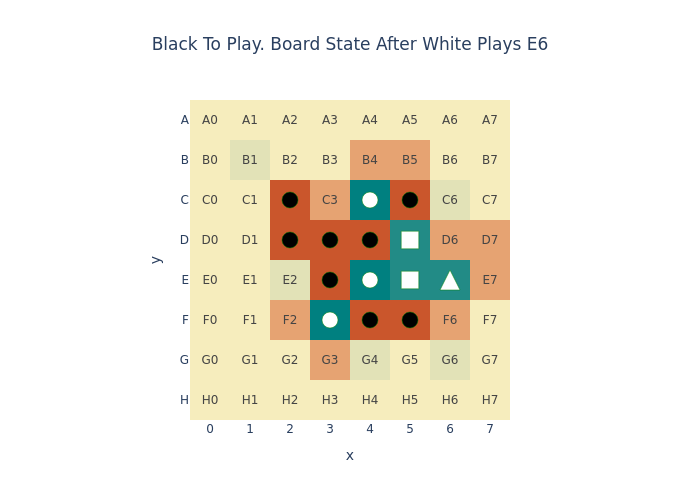 Black To Play. Board State After White Plays E6
A A0 A1 A2 A3 A4 A5 A6 A7
B B0 B1 B2 B3 B4 B5 B6 B7
C C0 C1 C3 C6 C7
D D0 D1 D6 D7
E E0 E1 E2 E7
F F0 F1 F2 F6 F7
G G0 G1 G2 G3 G4 G5 G6 G7
H H0 H1 H2 H3 H4 H5 H6 H7
0 1 2 3 4 5 6 7
x
y